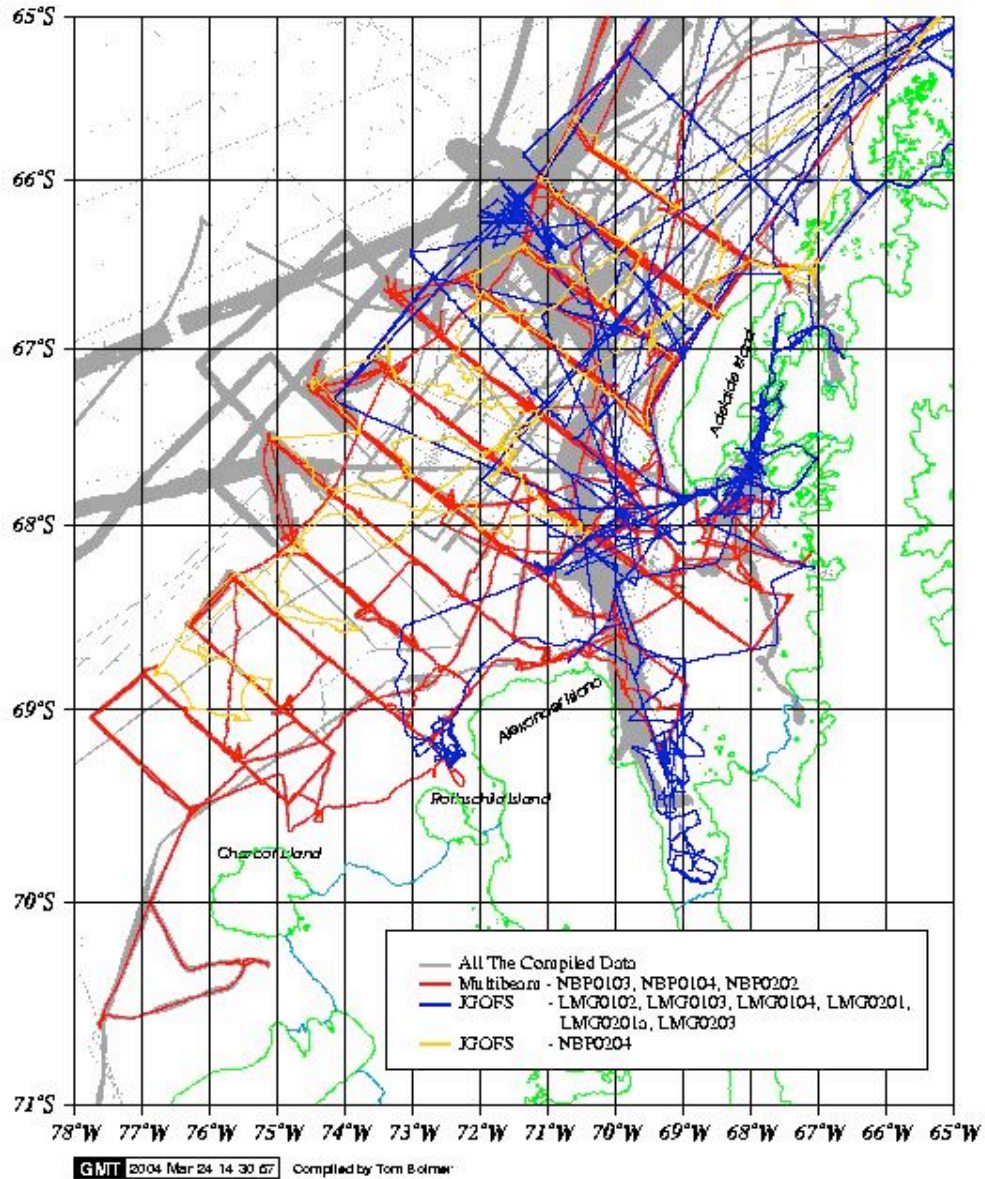 65°S
66°S
67°S
68°S
69°S
70°S
71°S
Adelaide Island
Alexander Island
Rothschild Island
Charcot Island
All The Compiled Data
Multibeam - NBP0103, NBP0104, NBP0202
JGOFS - LMG0102, LMG0103, LMG0104, LMG0201,
LMG0201a, LMG0203
JGOFS - NBP0204
78°W 77°W 76°W 75°W 74°W 73°W 72°W 71°W 70°W 69°W 68°W 67°W 66°W 65°W
GMT 2004 Mar 24 14 30 57 Compiled by Tom Bolmer